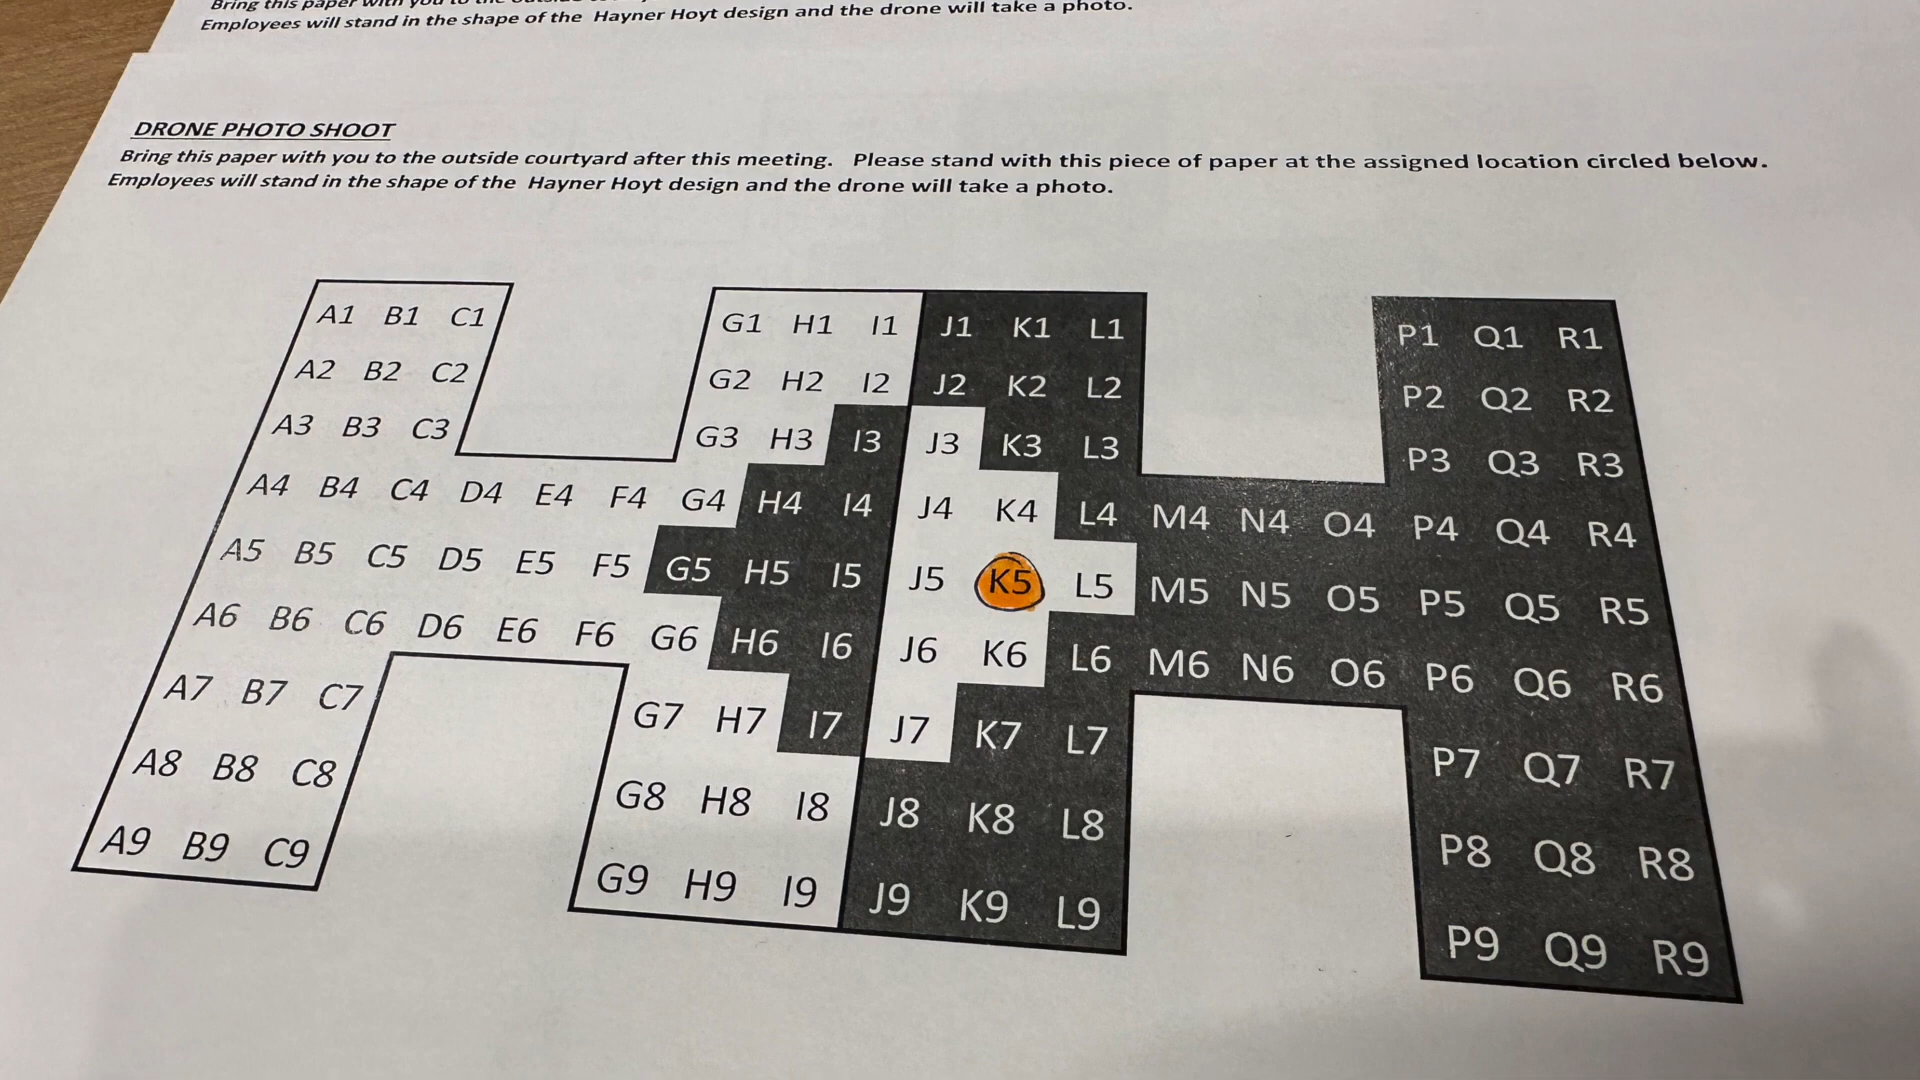 Bring this paper with you to the outside
Employees will stand in the shape of the Hayner Hoyt design and the drone will take a photo.
DRONE PHOTO SHOOT
Bring this paper with you to the outside courtyard after this meeting. Please stand with this piece of paper at the assigned location circled below.
Employees will stand in the shape of the Hayner Hoyt design and the drone will take a photo.
A1 B1 C1 G1 H1 I1 J1 K1 L1 P1 Q1 R1
A2 B2 C2 G2 H2 I2 J2 K2 L2 P2 Q2 R2
A3 B3 C3 G3 H3 I3 J3 K3 L3 P3 Q3 R3
A4 B4 C4 D4 E4 F4 G4 H4 I4 J4 K4 L4 M4 N4 O4 P4 Q4 R4
A5 B5 C5 D5 E5 F5 G5 H5 I5 J5 K5 L5 M5 N5 O5 P5 Q5 R5
A6 B6 C6 D6 E6 F6 G6 H6 I6 J6 K6 L6 M6 N6 O6 P6 Q6 R6
A7 B7 C7 G7 H7 I7 J7 K7 L7 P7 Q7 R7
A8 B8 C8 G8 H8 I8 J8 K8 L8 P8 Q8 R8
A9 B9 C9 G9 H9 I9 J9 K9 L9 P9 Q9 R9